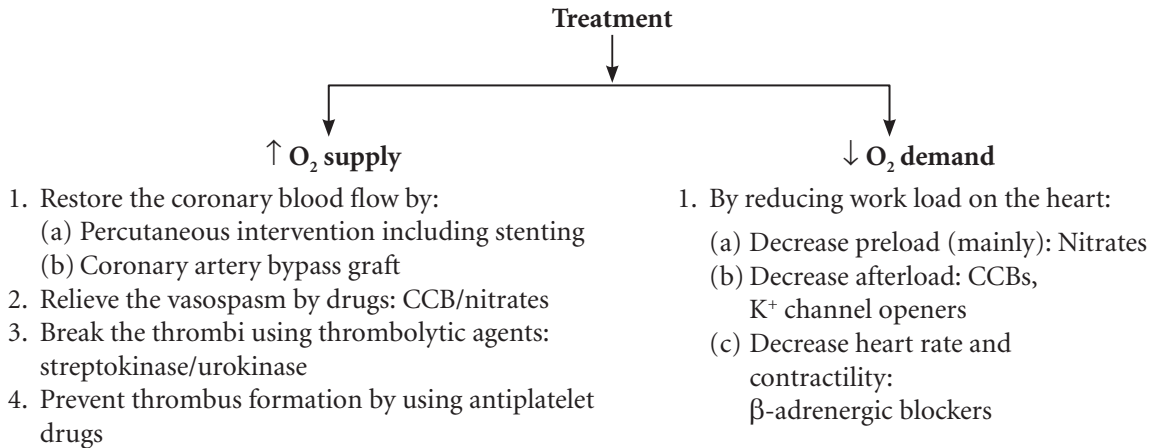 Treatment
↑ O₂ supply
1. Restore the coronary blood flow by:
(a) Percutaneous intervention including stenting
(b) Coronary artery bypass graft
2. Relieve the vasospasm by drugs: CCB/nitrates
3. Break the thrombi using thrombolytic agents:
streptokinase/urokinase
4. Prevent thrombus formation by using antiplatelet
drugs
↓ O₂ demand
1. By reducing work load on the heart:
(a) Decrease preload (mainly): Nitrates
(b) Decrease afterload: CCBs,
K⁺ channel openers
(c) Decrease heart rate and
contractility:
β-adrenergic blockers